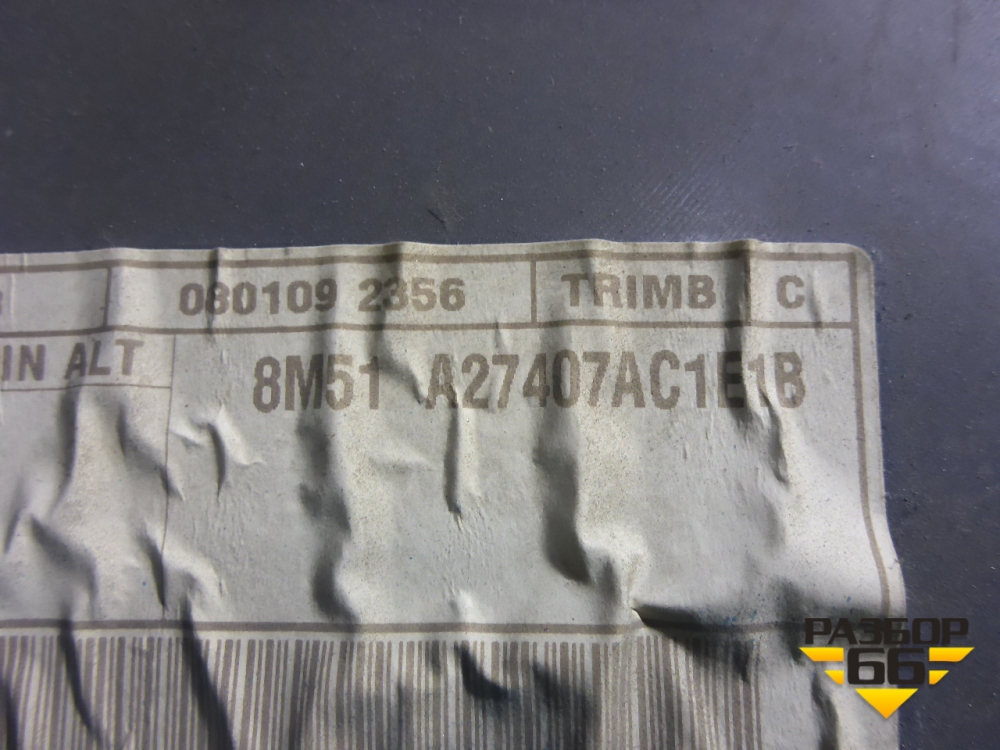 080109 2356 TRIMB C
IN ALT
8M51 A27407AC1E1B
РАЗБОР
66